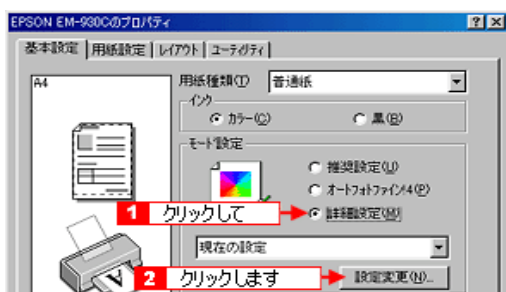 EPSON EM-930Cのプロパティ
基本設定 用紙設定 レイアウト ユーティリティ
A4
用紙種類(T) 普通紙
インク
カラー(C) 黒(B)
モード設定
推奨設定(U)
オートフォトファイン!4(P)
1 クリックして 詳細設定(M)
現在の設定
2 クリックします 設定変更(N)...